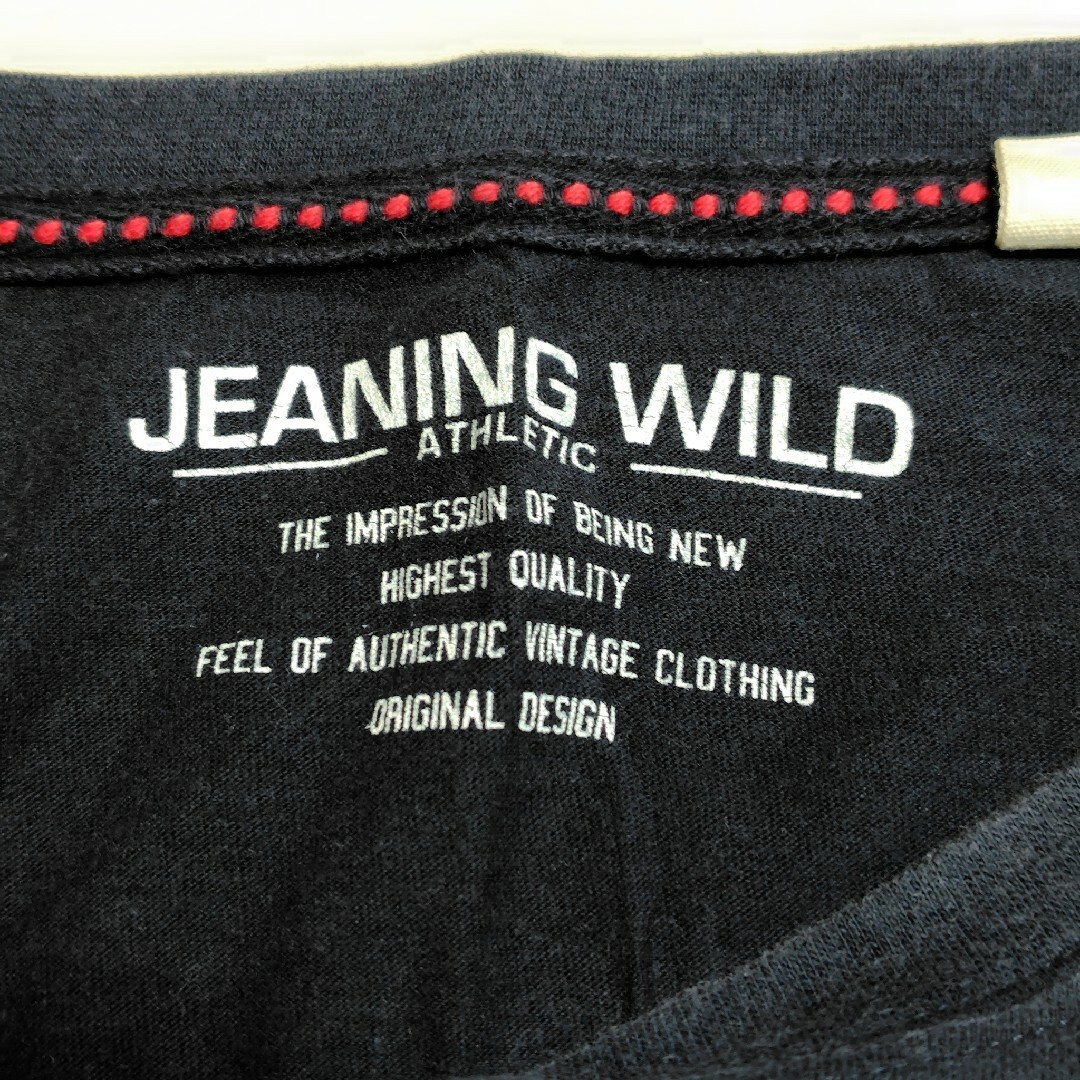 JEANING WILD
ATHLETIC
THE IMPRESSION OF BEING NEW
HIGHEST QUALITY
FEEL OF AUTHENTIC VINTAGE CLOTHING
ORIGINAL DESIGN